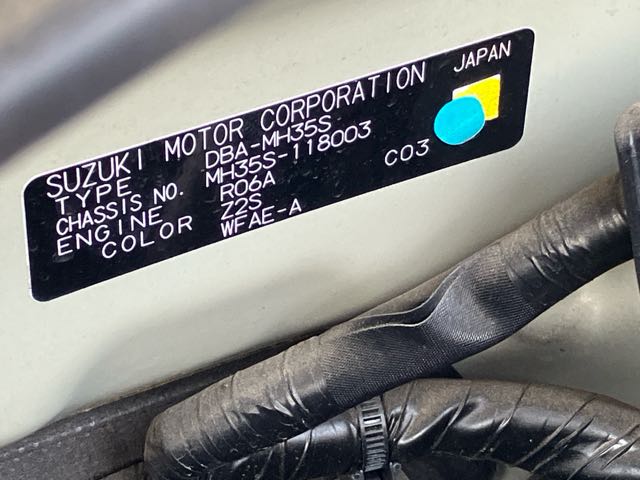 SUZUKI MOTOR CORPORATION JAPAN
TYPE DBA-MH35S
CHASSIS NO. MH35S-118003
ENGINE R06A C03
COLOR Z2S
WFAE-A